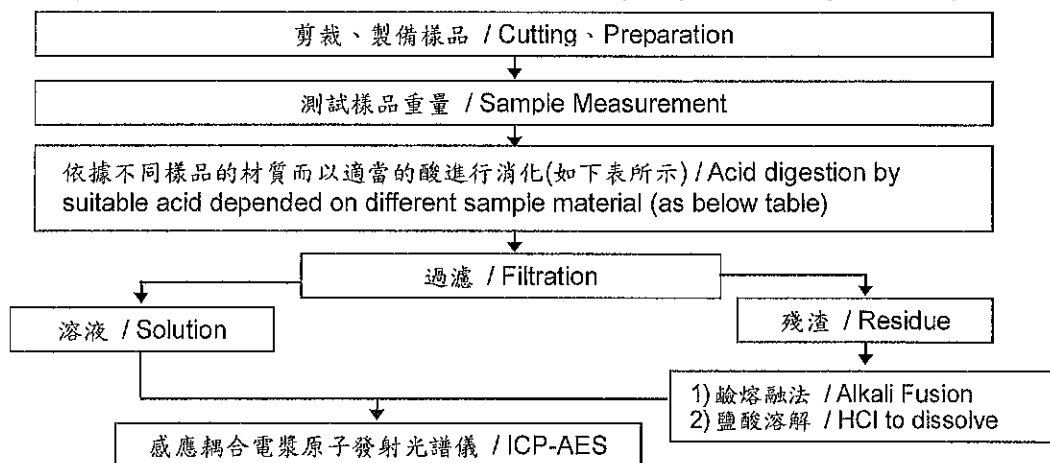 剪裁、製備樣品 / Cutting、Preparation
測試樣品重量 / Sample Measurement
依據不同樣品的材質而以適當的酸進行消化(如下表所示) / Acid digestion by
suitable acid depended on different sample material (as below table)
過濾 / Filtration
溶液 / Solution
殘渣 / Residue
1) 鹼熔融法 / Alkali Fusion
2) 鹽酸溶解 / HCl to dissolve
感應耦合電漿原子發射光譜儀 / ICP-AES